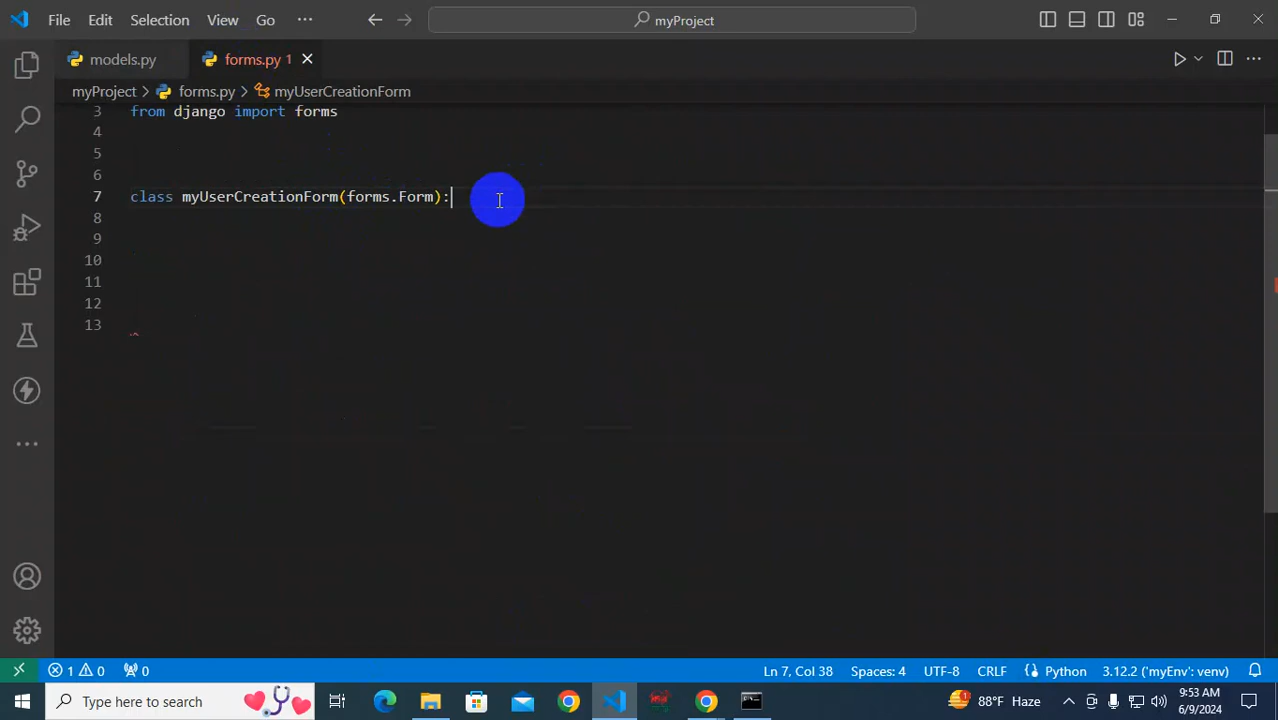 File Edit Selection View Go ··· myProject
models.py forms.py 1
myProject > forms.py > myUserCreationForm
3 from django import forms
4
5
6
7 class myUserCreationForm(forms.Form):
8
9
10
11
12
13
1 0 0 Ln 7, Col 38 Spaces: 4 UTF-8 CRLF Python 3.12.2 ('myEnv': venv)
Type here to search 1 88°F Haze 9:53 AM
6/9/2024